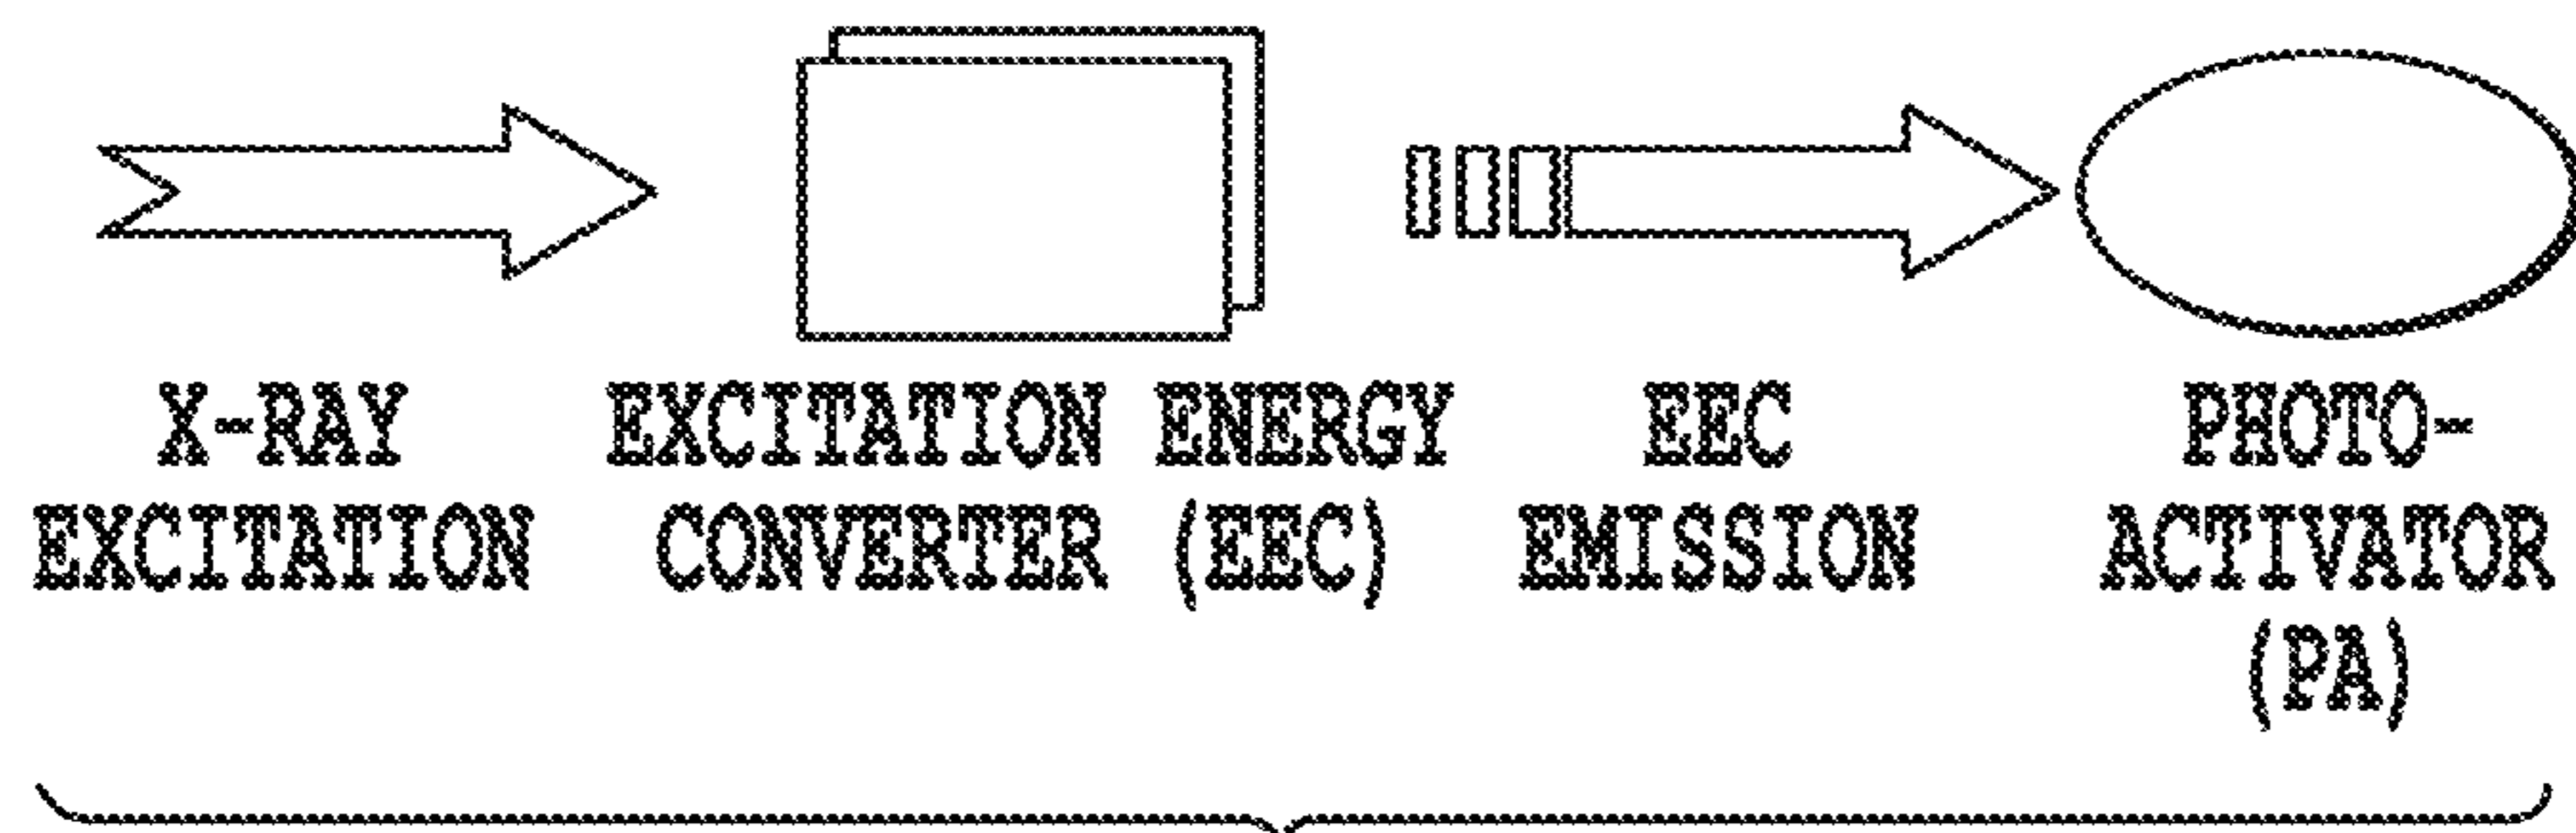 X-RAY
EXCITATION
EXCITATION ENERGY
CONVERTER (EEC)
EEC
EMISSION
PHOTO-
ACTIVATOR
(PA)